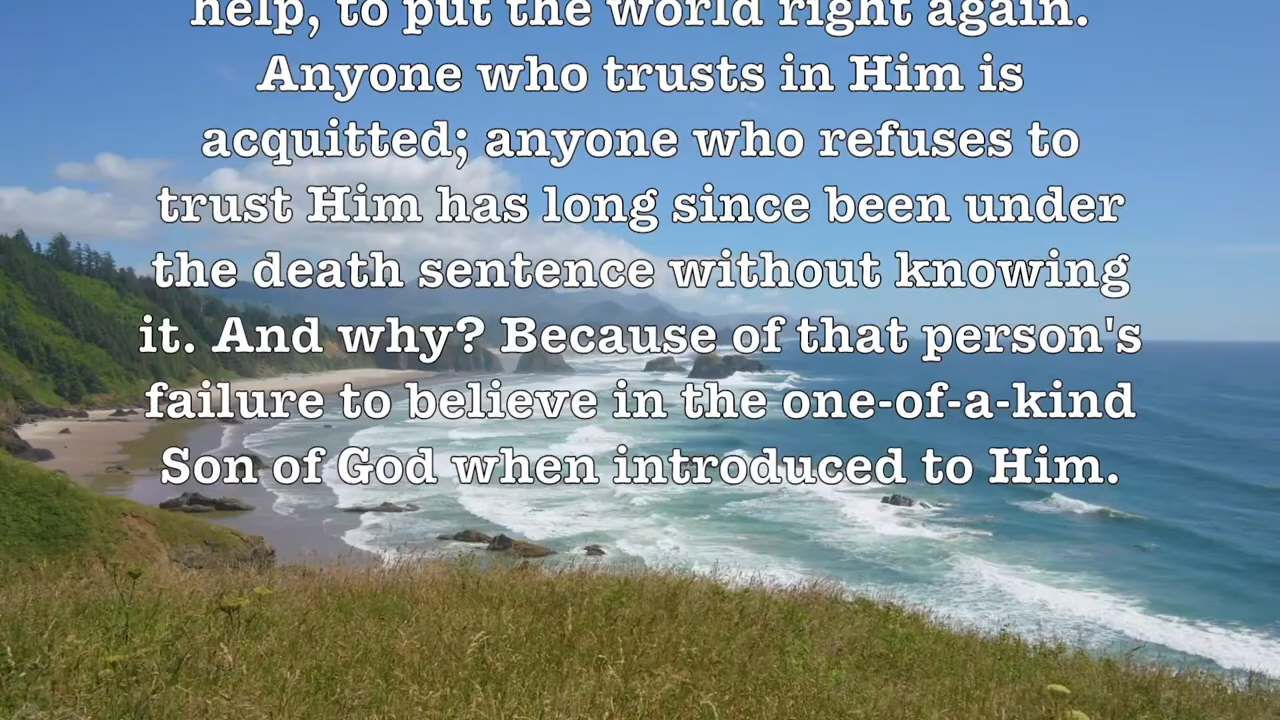 help, to put the world right again.
Anyone who trusts in Him is
acquitted; anyone who refuses to
trust Him has long since been under
the death sentence without knowing
it. And why? Because of that person's
failure to believe in the one-of-a-kind
Son of God when introduced to Him.